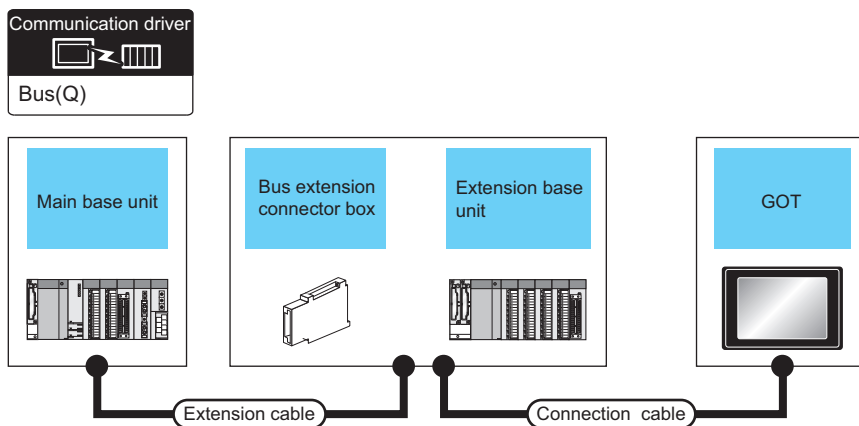 Communication driver
Bus(Q)
Main base unit
Bus extension
connector box
Extension base
unit
GOT
Extension cable
Connection cable